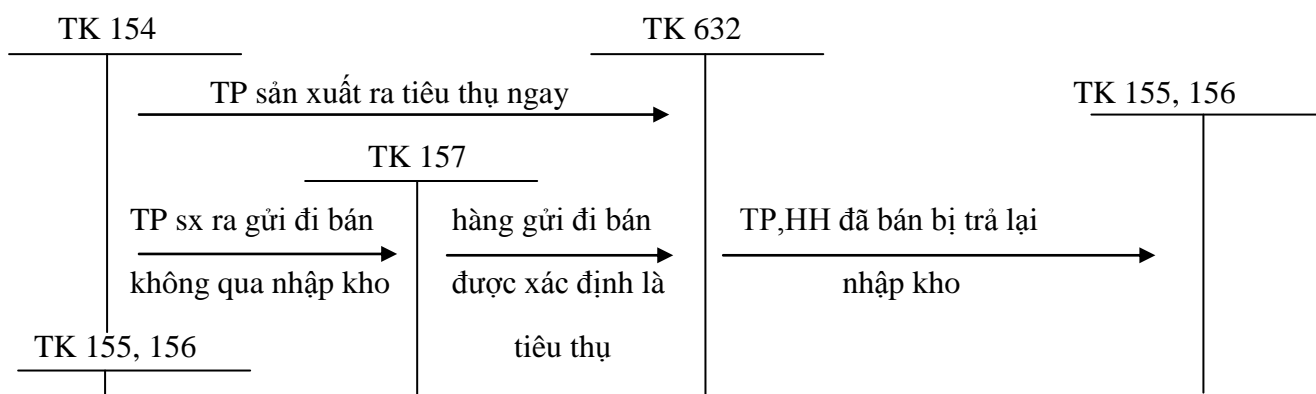 TK 154
TK 632
TP sản xuất ra tiêu thụ ngay
TK 155, 156
TK 157
TP sx ra gửi đi bán
hàng gửi đi bán
TP,HH đã bán bị trả lại
không qua nhập kho
được xác định là
nhập kho
TK 155, 156
tiêu thụ